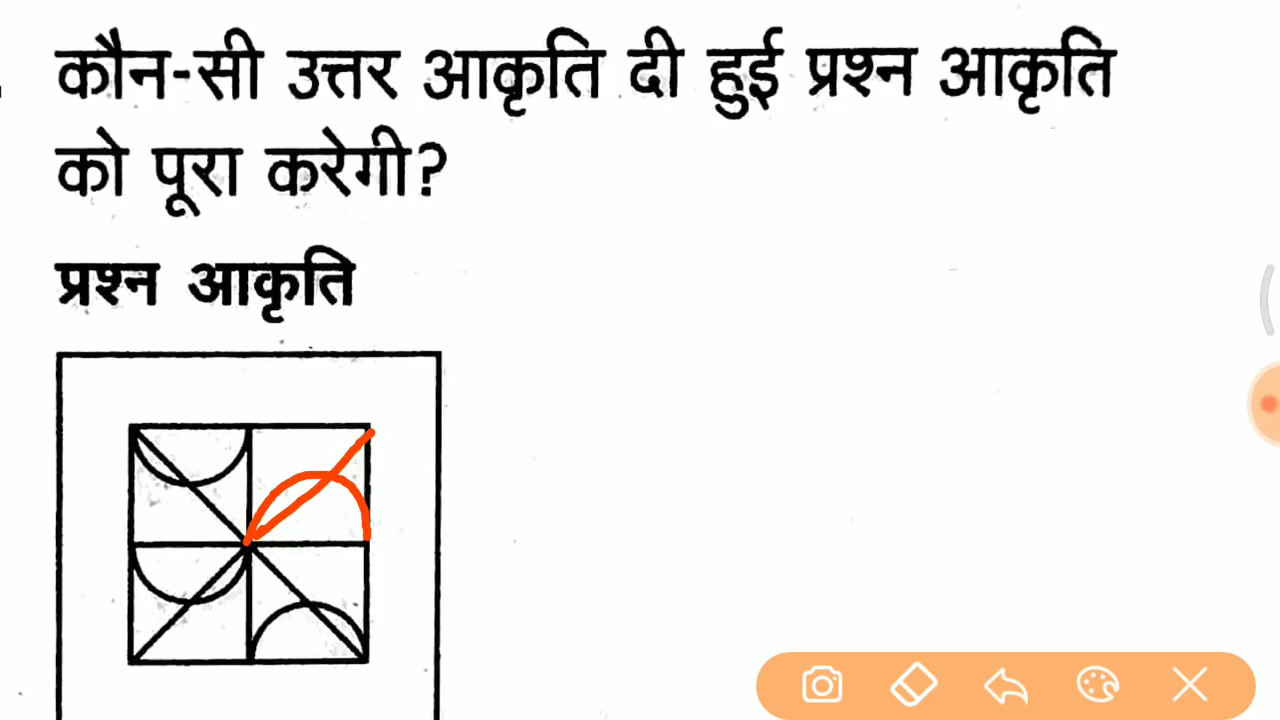 कौन-सी उत्तर आकृति दी हुई प्रश्न आकृति
को पूरा करेगी?
प्रश्न आकृति